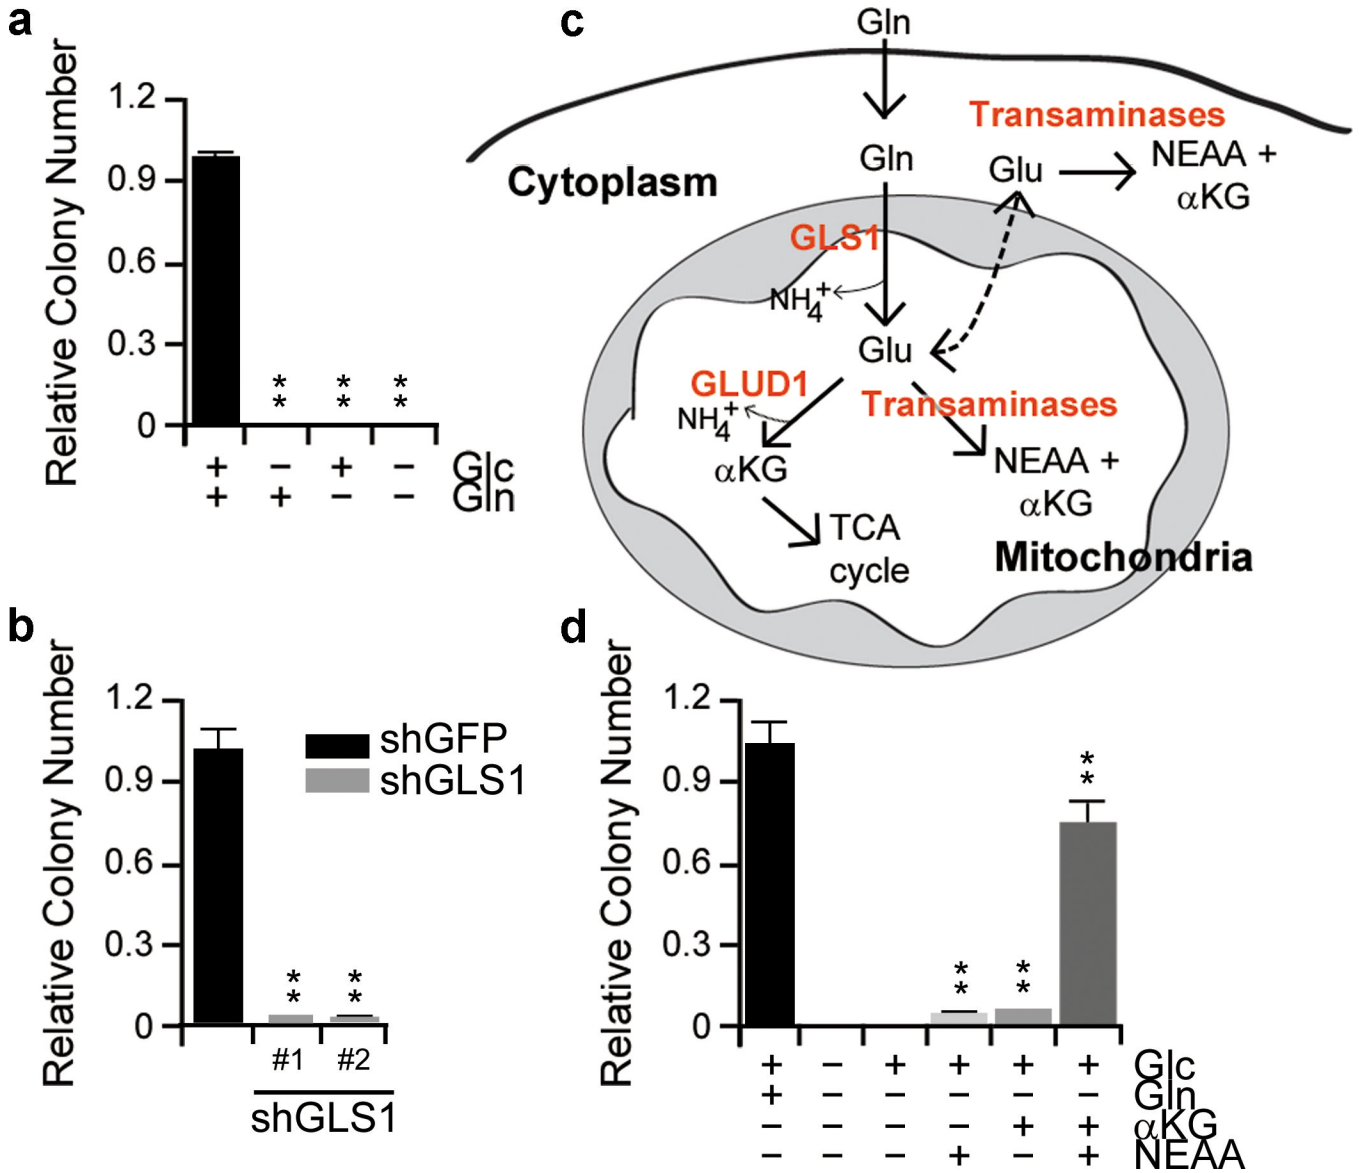 a
Relative Colony Number
1.2
0.9
0.6
0.3
0
* * *
* * *
+ − + − Glc
+ + − − Gln
b
Relative Colony Number
1.2
0.9
0.6
0.3
0
shGFP
shGLS1
* *
* *
#1 #2
shGLS1
c
Gln
Transaminases
Gln
Glu
NEAA +
αKG
Cytoplasm
GLS1
NH4+
Glu
GLUD1
Transaminases
NH4+
αKG
NEAA +
αKG
TCA
cycle
Mitochondria
d
Relative Colony Number
1.2
0.9
0.6
0.3
0
* * *
* * *
+ − + + + + Glc
+ − − − − − Gln
− − − − + + αKG
− − − + − + NEAA